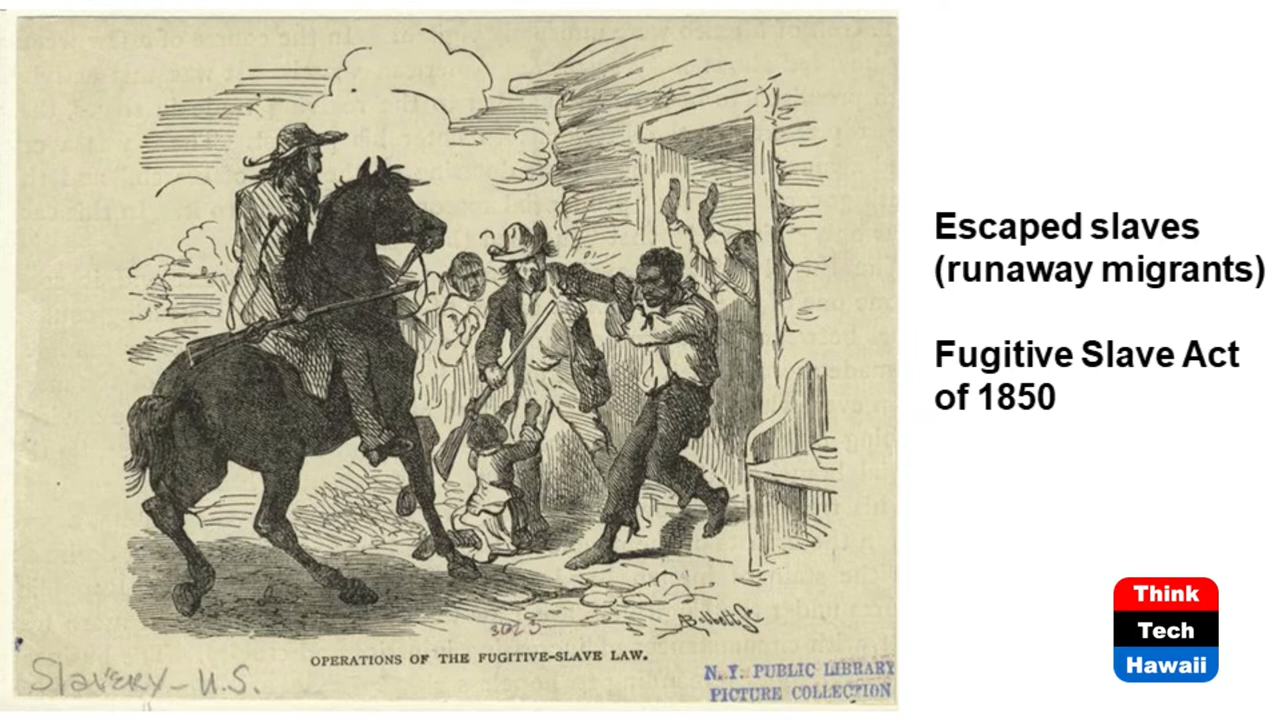 Escaped slaves
(runaway migrants)
Fugitive Slave Act
of 1850
3023
OPERATIONS OF THE FUGITIVE-SLAVE LAW.
Slavery - U.S.
N. Y. PUBLIC LIBRARY
PICTURE COLLECTION
Think
Tech
Hawaii